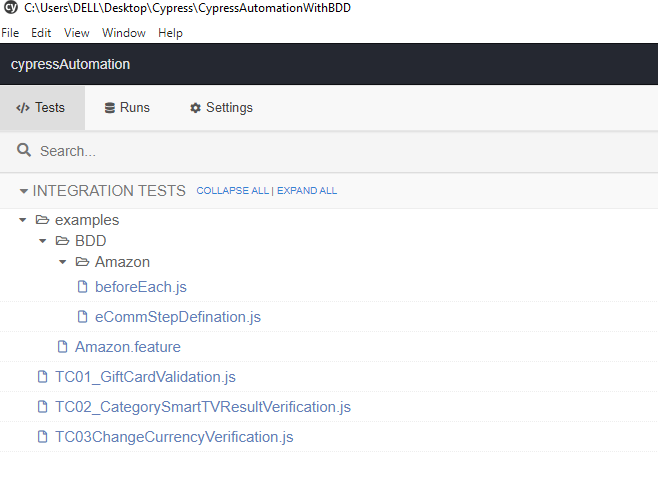 cy C:\Users\DELL\Desktop\Cypress\CypressAutomationWithBDD
File Edit View Window Help
cypressAutomation
</> Tests Runs Settings
Search...
INTEGRATION TESTS COLLAPSE ALL | EXPAND ALL
examples
BDD
Amazon
beforeEach.js
eCommStepDefination.js
Amazon.feature
TC01_GiftCardValidation.js
TC02_CategorySmartTVResultVerification.js
TC03ChangeCurrencyVerification.js